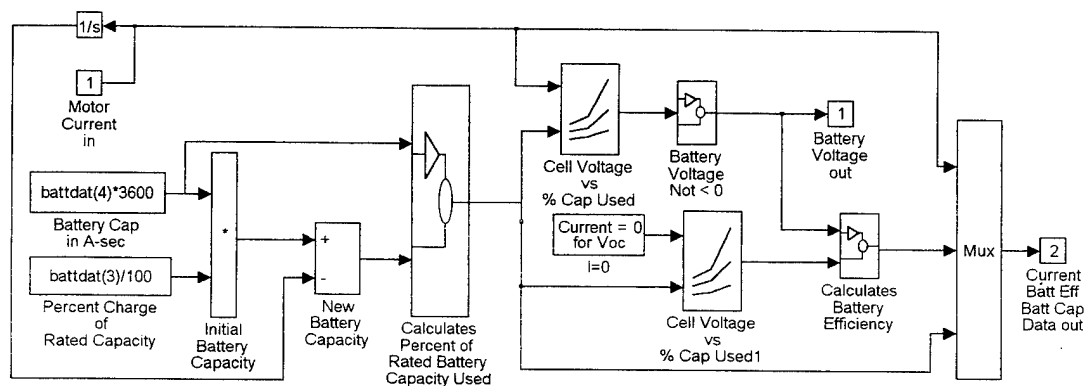 1/s
1
Motor
Current
in
battdat(4)*3600
Battery Cap
in A-sec
battdat(3)/100
Percent Charge
of
Rated Capacity
*
Initial
Battery
Capacity
+
-
New
Battery
Capacity
Calculates
Percent of
Rated Battery
Capacity Used
Cell Voltage
vs
% Cap Used
Battery
Voltage
Not < 0
1
Battery
Voltage
out
Current = 0
for Voc
i=0
Cell Voltage
vs
% Cap Used1
Calculates
Battery
Efficiency
Mux
2
Current
Batt Eff
Batt Cap
Data out